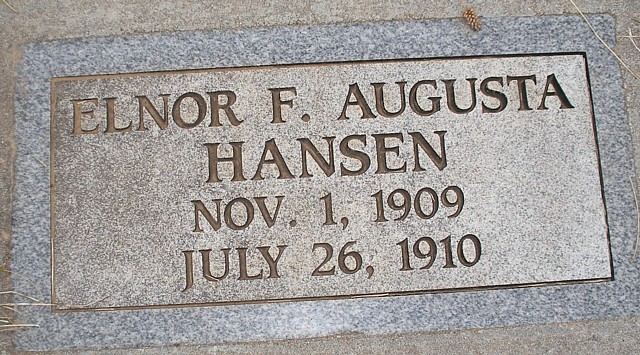 ELNOR F. AUGUSTA
HANSEN
NOV. 1, 1909
JULY 26, 1910